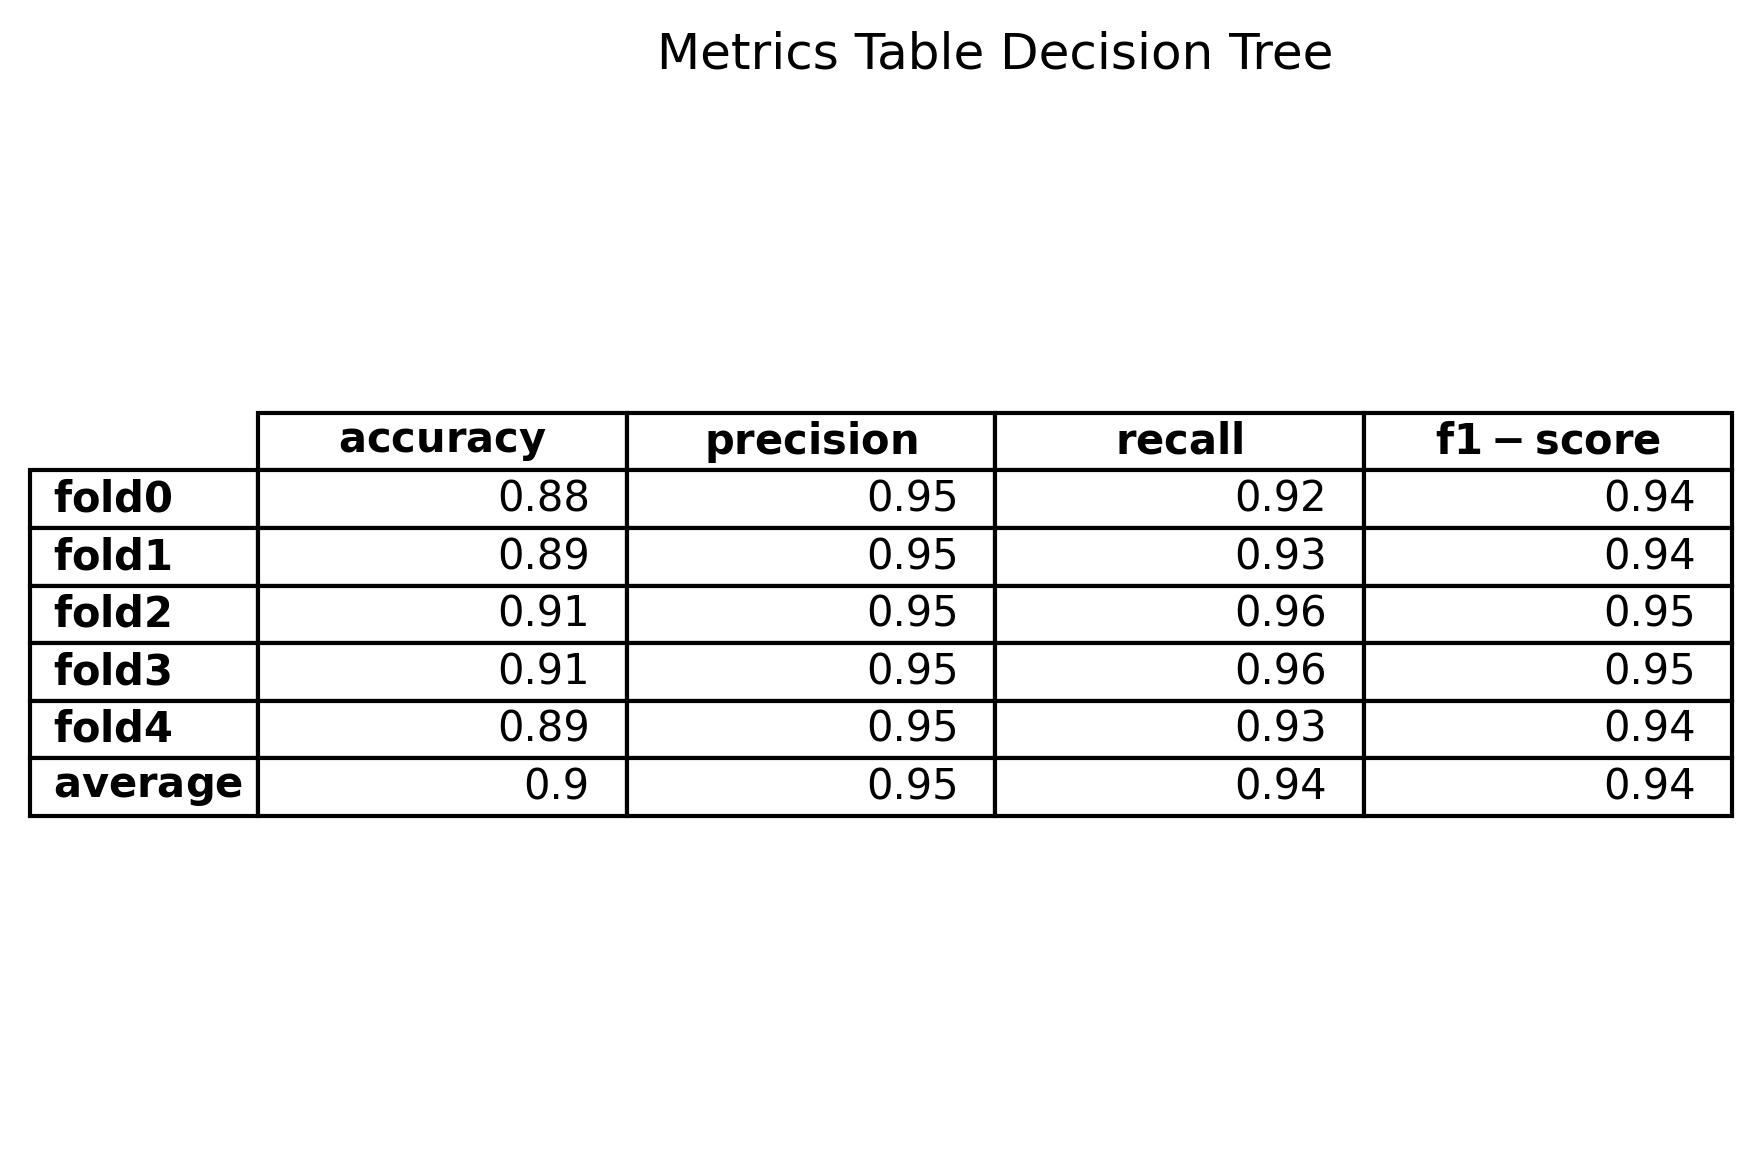 Metrics Table Decision Tree
accuracy precision recall f1 − score
fold0 0.88 0.95 0.92 0.94
fold1 0.89 0.95 0.93 0.94
fold2 0.91 0.95 0.96 0.95
fold3 0.91 0.95 0.96 0.95
fold4 0.89 0.95 0.93 0.94
average 0.9 0.95 0.94 0.94